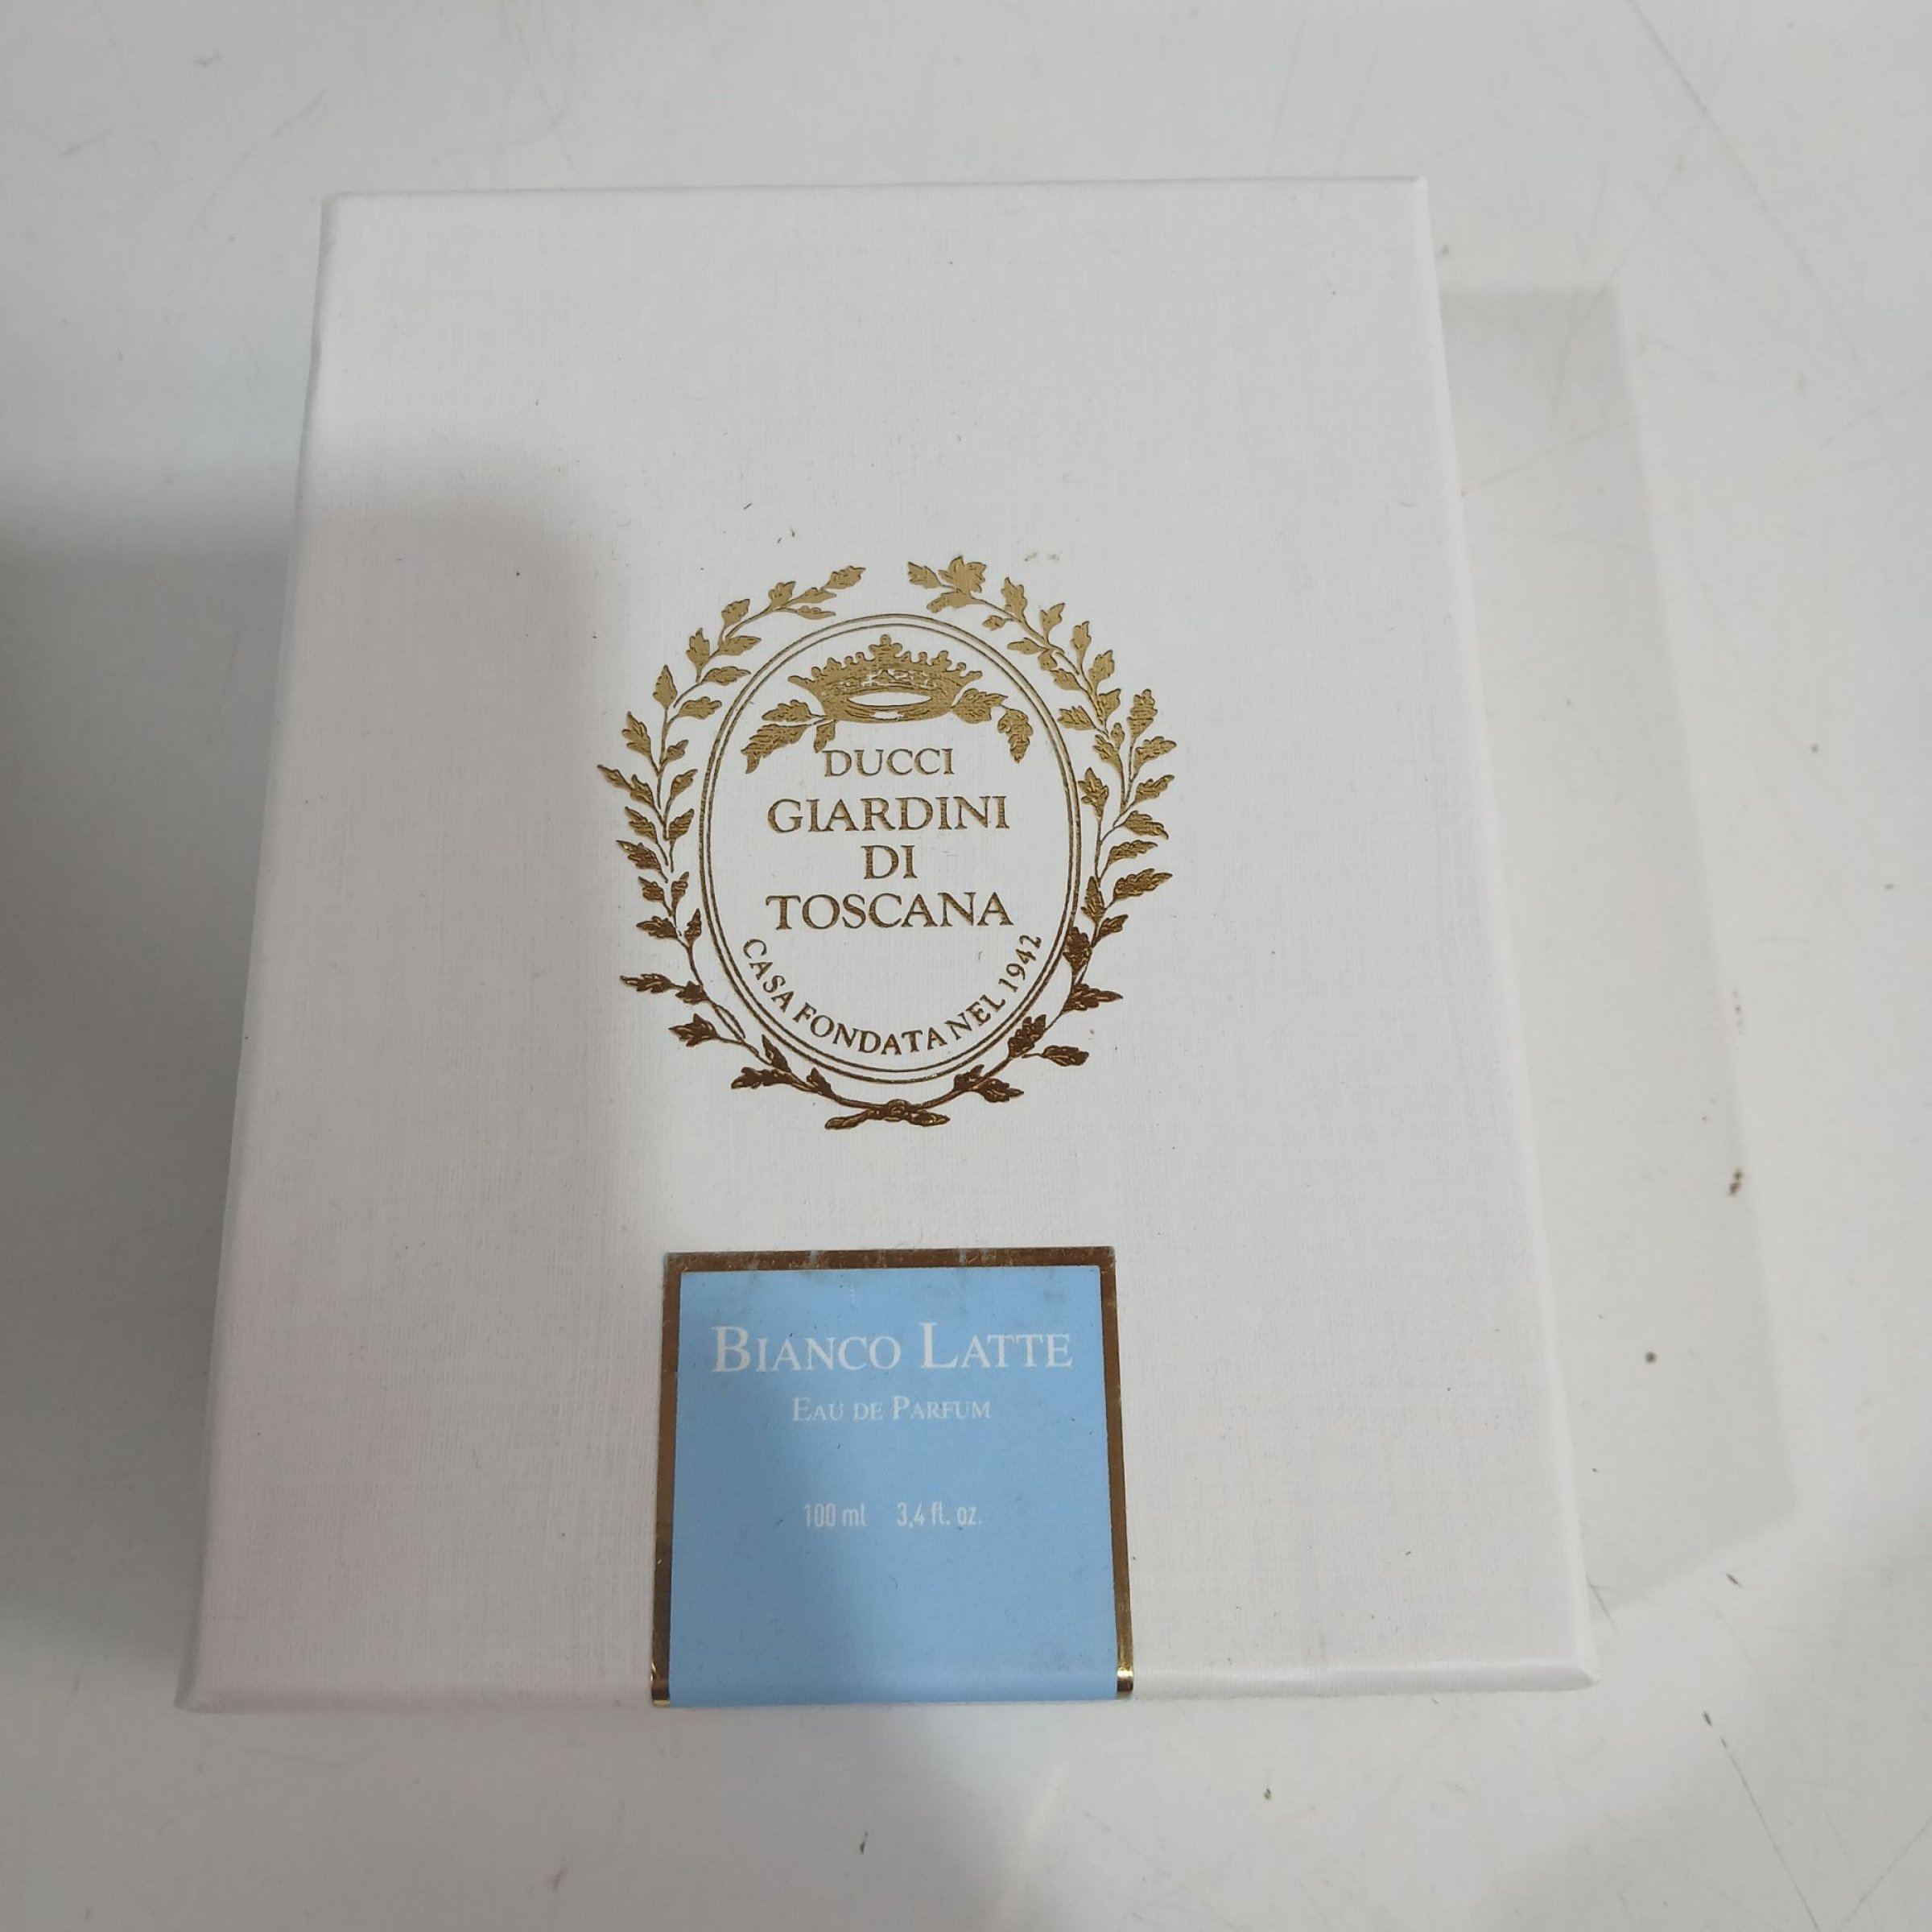 DUCCI
GIARDINI
DI
TOSCANA
CASA FONDATA NEL 1942
BIANCO LATTE
EAU DE PARFUM
100 ml 3,4 fl. oz.